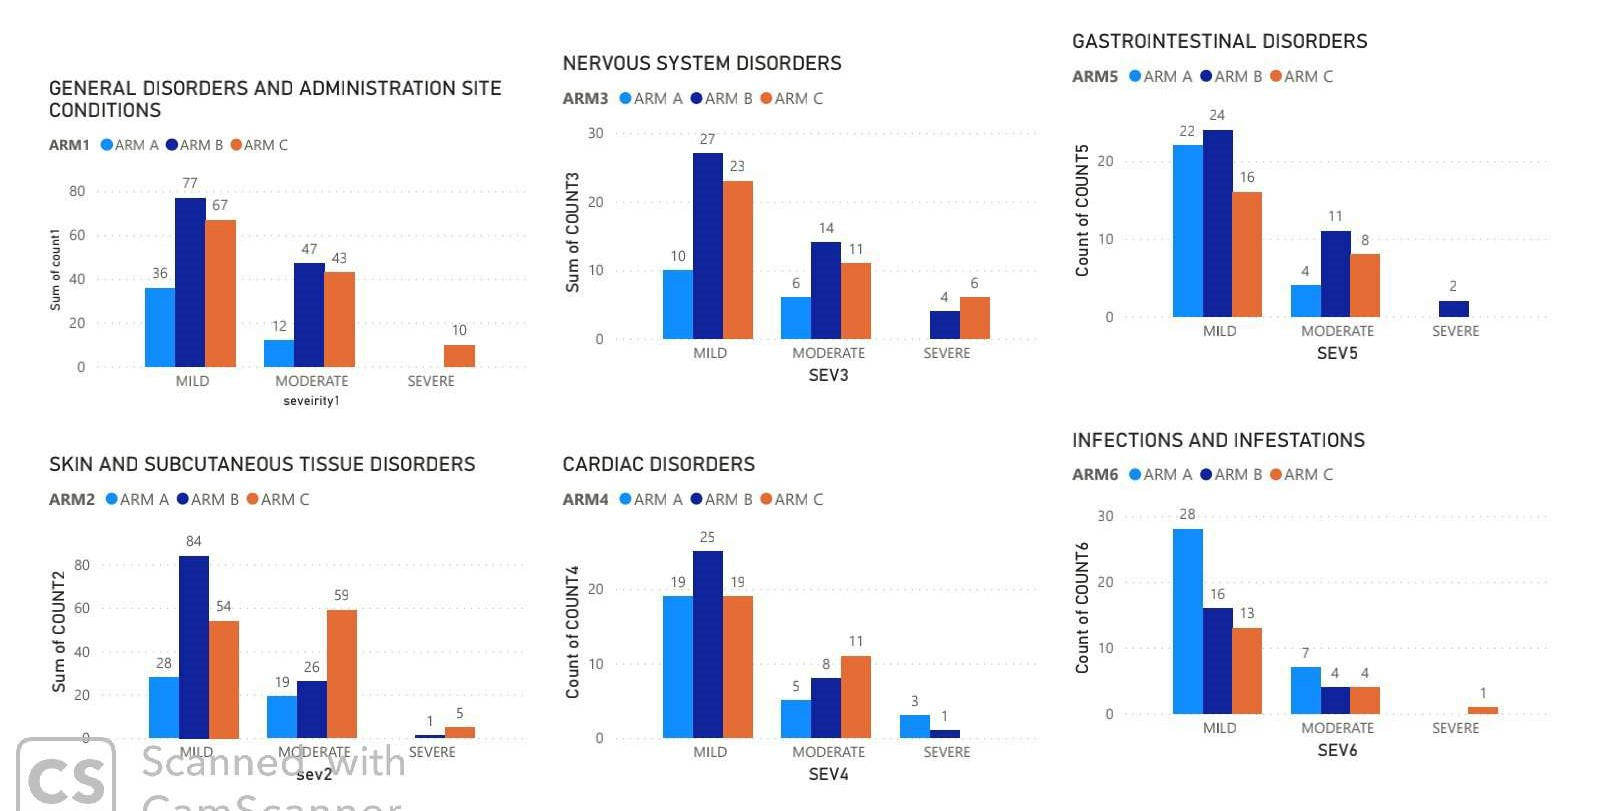 GENERAL DISORDERS AND ADMINISTRATION SITE
CONDITIONS
ARM1 ARM A ARM B ARM C
Sum of count1
80
60
40
20
0
36
77
67
12
47
43
10
MILD MODERATE SEVERE
seveirity1
NERVOUS SYSTEM DISORDERS
ARM3 ARM A ARM B ARM C
Sum of COUNT3
30
20
10
0
10
27
23
6
14
11
4
6
MILD MODERATE SEVERE
SEV3
GASTROINTESTINAL DISORDERS
ARM5 ARM A ARM B ARM C
Count of COUNT5
20
10
0
22
24
16
4
11
8
2
MILD MODERATE SEVERE
SEV5
SKIN AND SUBCUTANEOUS TISSUE DISORDERS
ARM2 ARM A ARM B ARM C
Sum of COUNT2
80
60
40
20
0
28
84
54
19
26
59
1
5
MILD MODERATE SEVERE
sev2
CARDIAC DISORDERS
ARM4 ARM A ARM B ARM C
Count of COUNT4
20
10
0
19
25
19
5
8
11
3
1
MILD MODERATE SEVERE
SEV4
INFECTIONS AND INFESTATIONS
ARM6 ARM A ARM B ARM C
Count of COUNT6
30
20
10
0
28
16
13
7
4
4
1
MILD MODERATE SEVERE
SEV6
CS
Scanned with
CamScanner